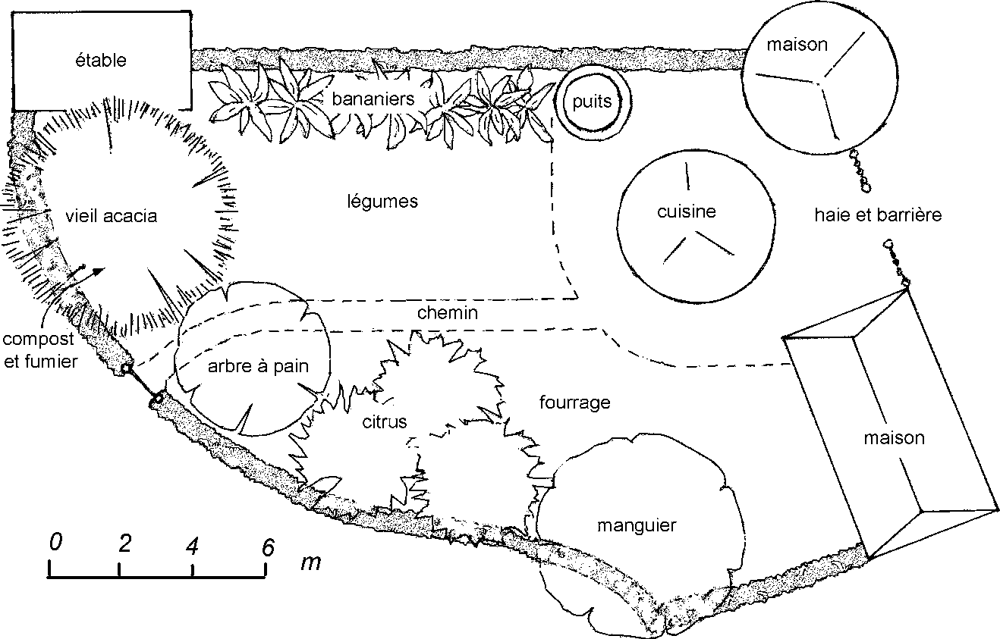 étable
maison
bananiers
puits
légumes
vieil acacia
cuisine
haie et barrière
chemin
compost
et fumier
arbre à pain
citrus
fourrage
maison
manguier
0 2 4 6 m